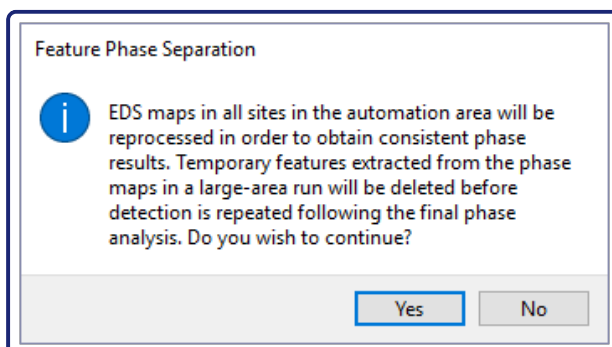 Feature Phase Separation
EDS maps in all sites in the automation area will be
reprocessed in order to obtain consistent phase
results. Temporary features extracted from the phase
maps in a large-area run will be deleted before
detection is repeated following the final phase
analysis. Do you wish to continue?
Yes
No